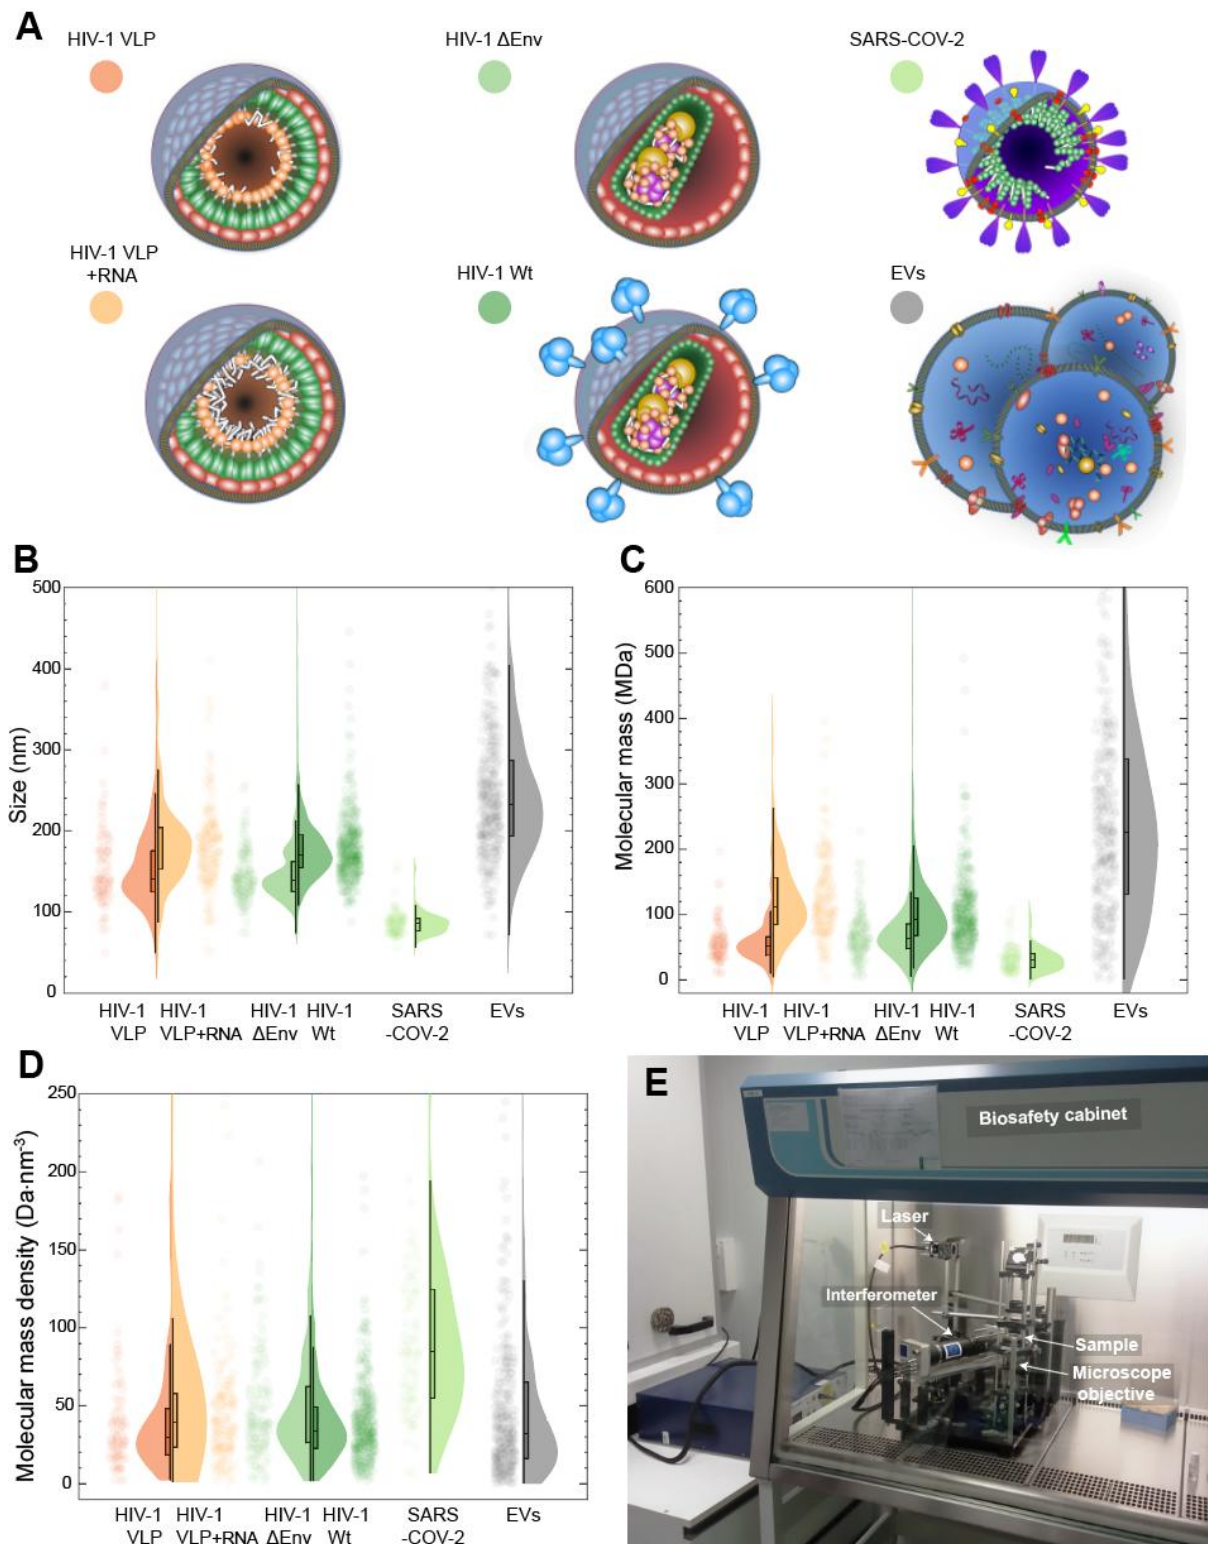 A
HIV-1 VLP
HIV-1 ΔEnv
SARS-COV-2
HIV-1 VLP
+RNA
HIV-1 Wt
EVs
B
500
400
300
200
100
0
Size (nm)
HIV-1 HIV-1 HIV-1 HIV-1 SARS EVs
VLP VLP+RNA ΔEnv Wt -COV-2
C
600
500
400
300
200
100
0
Molecular mass (MDa)
HIV-1 HIV-1 HIV-1 HIV-1 SARS EVs
VLP VLP+RNA ΔEnv Wt -COV-2
D
250
200
150
100
50
0
Molecular mass density (Da·nm⁻³)
HIV-1 HIV-1 HIV-1 HIV-1 SARS EVs
VLP VLP+RNA ΔEnv Wt -COV-2
E
Biosafety cabinet
Laser
Interferometer
Sample
Microscope
objective